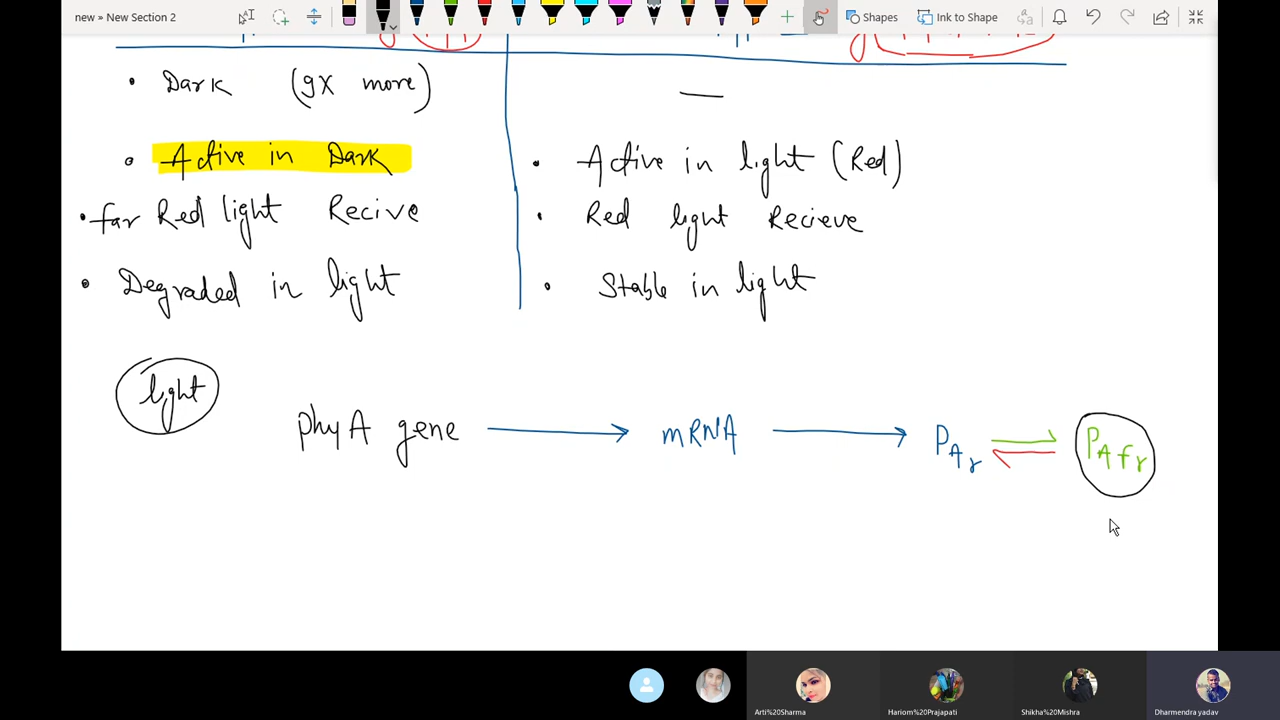 new » New Section 2
Shapes
Ink to Shape
• Dark (9X more)
—
• Active in Dark
• Active in light (Red)
• far Red light Recive
• Red light Recieve
• Degraded in light
• Stable in light
light
phyA gene → mRNA → PAr ⇌ PAfr
Arti%20Sharma
Hariom%20Prajapati
Shikha%20Mishra
Dharmendra yadav